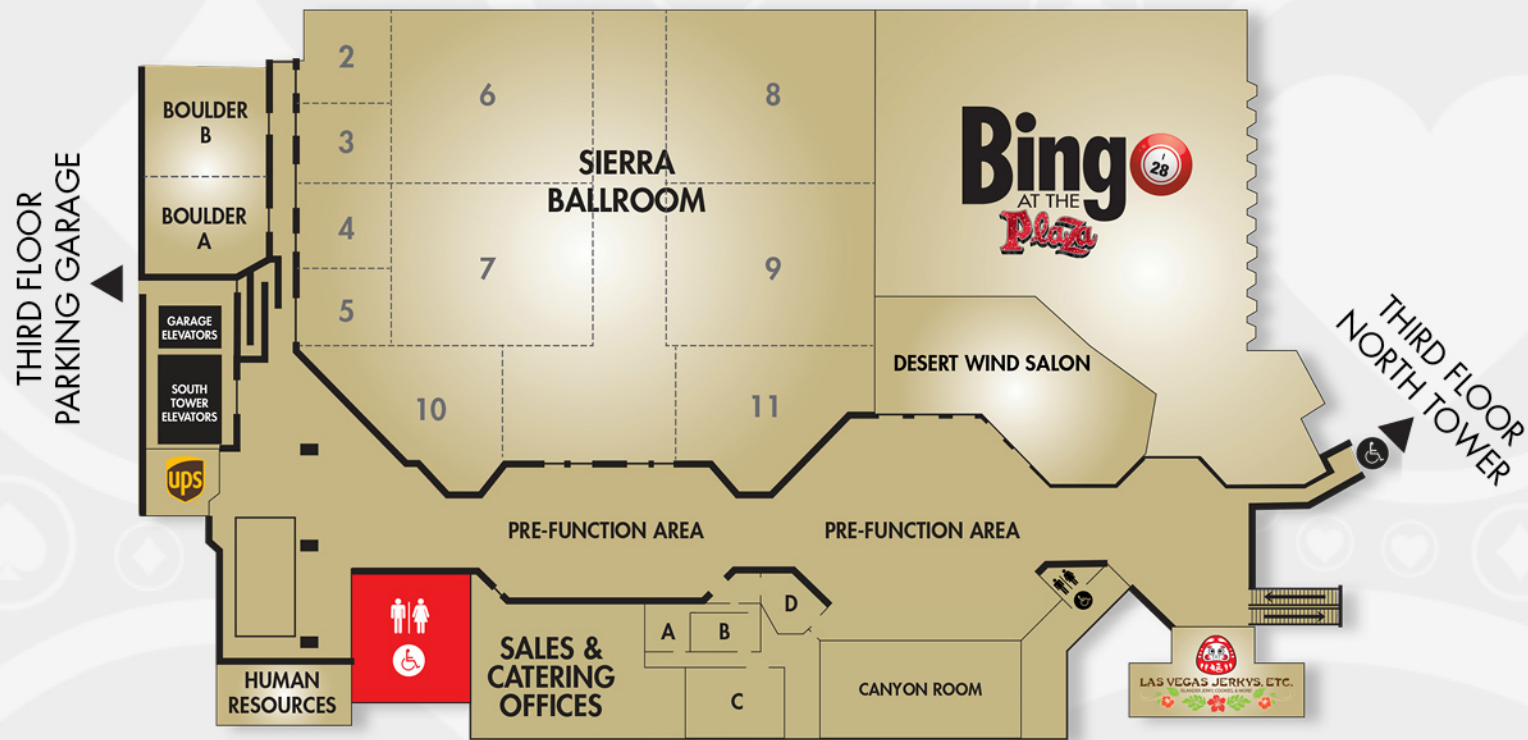 2
6
8
BOULDER
B
3
SIERRA
BALLROOM
Bingo
I
28
AT THE
Plaza
THIRD FLOOR
PARKING GARAGE
BOULDER
A
4
7
9
5
GARAGE
ELEVATORS
SOUTH
TOWER
ELEVATORS
DESERT WIND SALON
THIRD FLOOR
NORTH TOWER
10
11
ups
PRE-FUNCTION AREA
PRE-FUNCTION AREA
D
A
B
SALES &
CATERING
OFFICES
C
CANYON ROOM
HUMAN
RESOURCES
LAS VEGAS JERKYS, ETC.